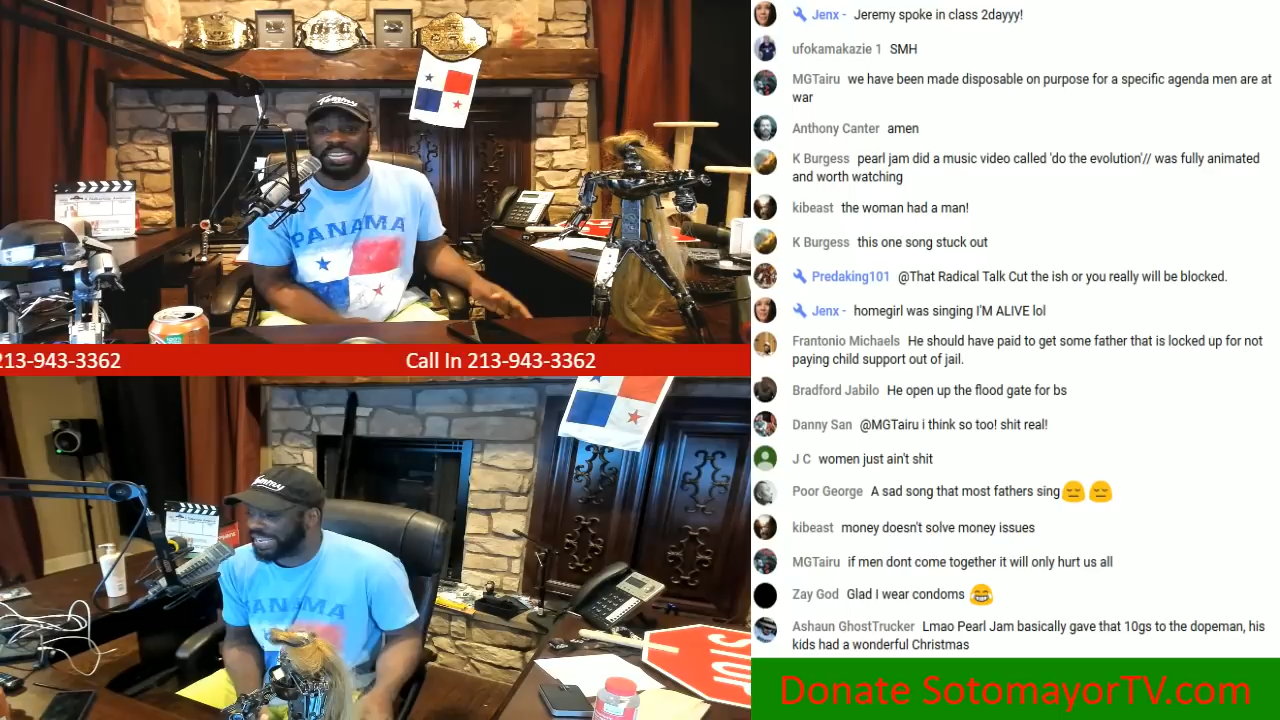 Tommy
PANAMA
213-943-3362
Call In 213-943-3362
Tommy
PANAMA
STOP
Jenx - Jeremy spoke in class 2dayyy!
ufokamakazie 1 SMH
MGTairu we have been made disposable on purpose for a specific agenda men are at
war
Anthony Canter amen
K Burgess pearl jam did a music video called 'do the evolution'// was fully animated
and worth watching
kibeast the woman had a man!
K Burgess this one song stuck out
Predaking101 @That Radical Talk Cut the ish or you really will be blocked.
Jenx - homegirl was singing I'M ALIVE lol
Frantonio Michaels He should have paid to get some father that is locked up for not
paying child support out of jail.
Bradford Jabilo He open up the flood gate for bs
Danny San @MGTairu i think so too! shit real!
J C women just ain't shit
Poor George A sad song that most fathers sing
kibeast money doesn't solve money issues
MGTairu if men dont come together it will only hurt us all
Zay God Glad I wear condoms
Ashaun GhostTrucker Lmao Pearl Jam basically gave that 10gs to the dopeman, his
kids had a wonderful Christmas
Donate SotomayorTV.com